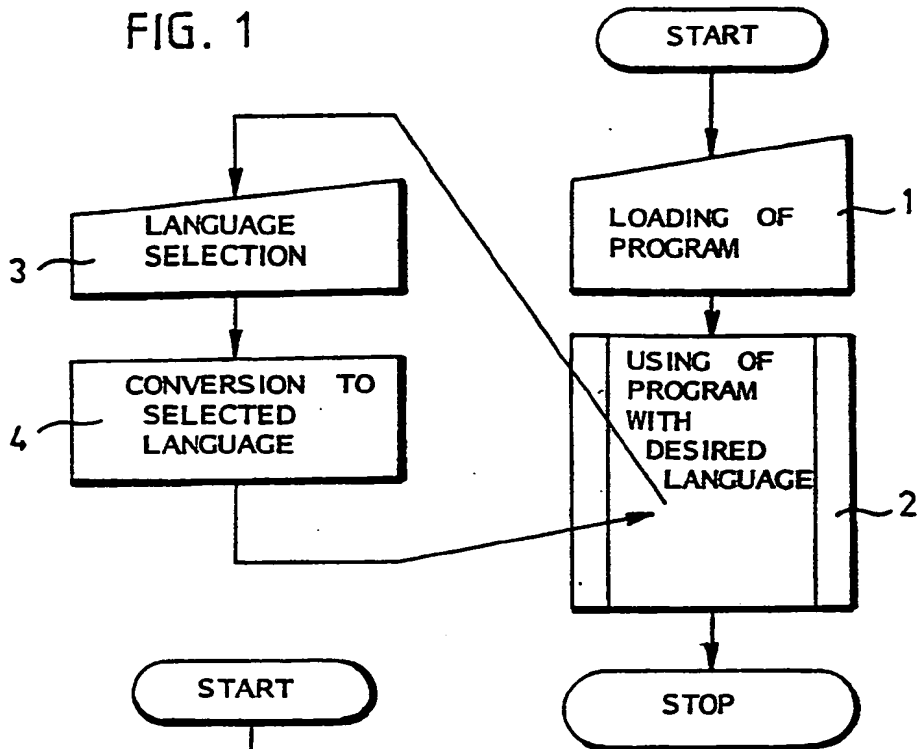 FIG. 1
START
1
LOADING OF
PROGRAM
LANGUAGE
SELECTION
3
USING OF
PROGRAM
WITH
DESIRED
LANGUAGE
2
CONVERSION TO
SELECTED
LANGUAGE
4
STOP
START